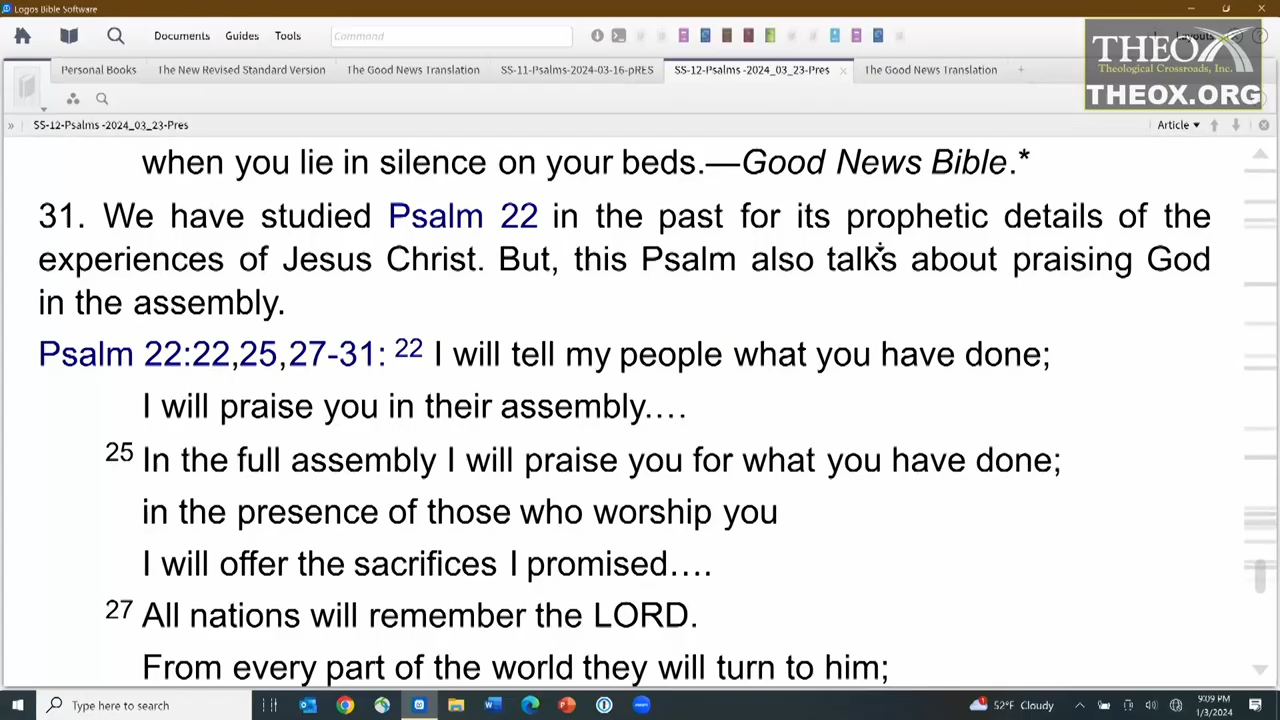 Logos Bible Software
Documents Guides Tools Command Layouts
THEOX
Theological Crossroads, Inc.
THEOX.ORG
Personal Books The New Revised Standard Version The Good News Translation S 11-Psalms-2024-03-16-pRES SS-12-Psalms -2024_03_23-Pres The Good News Translation
SS-12-Psalms -2024_03_23-Pres Article
when you lie in silence on your beds.—Good News Bible.*
31. We have studied Psalm 22 in the past for its prophetic details of the
experiences of Jesus Christ. But, this Psalm also talks about praising God
in the assembly.
Psalm 22:22,25,27-31: 22 I will tell my people what you have done;
I will praise you in their assembly.…
25 In the full assembly I will praise you for what you have done;
in the presence of those who worship you
I will offer the sacrifices I promised.…
27 All nations will remember the LORD.
From every part of the world they will turn to him;
Type here to search 52°F Cloudy 9:09 PM
1/3/2024